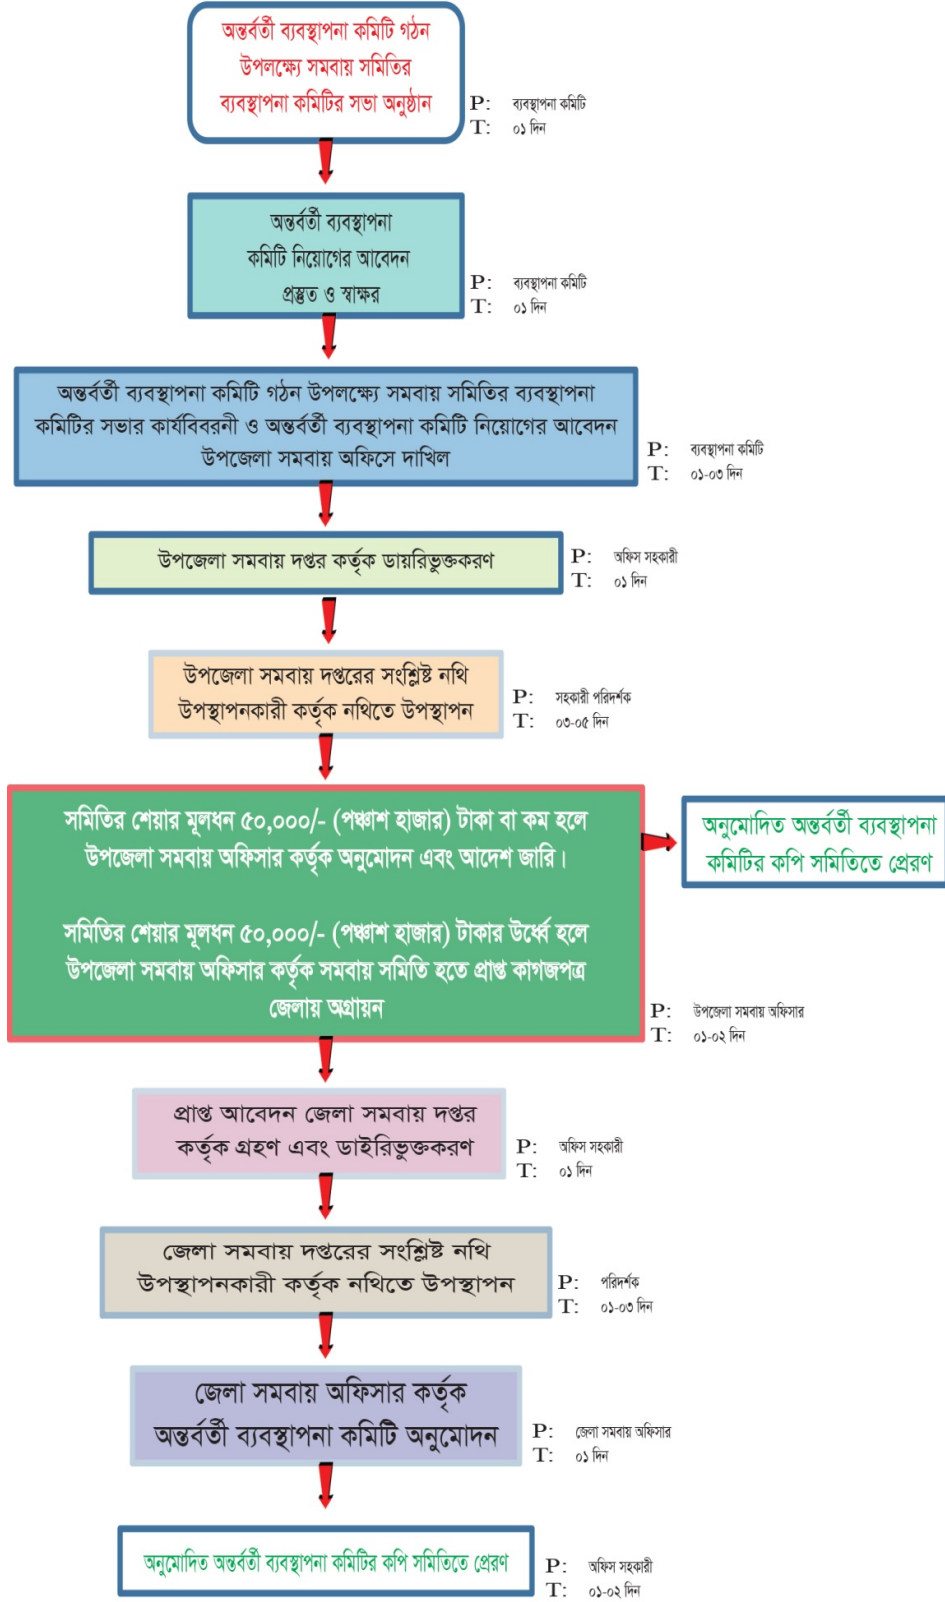 অন্তর্বর্তী ব্যবস্থাপনা কমিটি গঠন
উপলক্ষ্যে সমবায় সমিতির
ব্যবস্থাপনা কমিটির সভা অনুষ্ঠান
P: ব্যবস্থাপনা কমিটি
T: ০১ দিন
অন্তর্বর্তী ব্যবস্থাপনা
কমিটি নিয়োগের আবেদন
প্রস্তুত ও স্বাক্ষর
P: ব্যবস্থাপনা কমিটি
T: ০১ দিন
অন্তর্বর্তী ব্যবস্থাপনা কমিটি গঠন উপলক্ষ্যে সমবায় সমিতির ব্যবস্থাপনা
কমিটির সভার কার্যবিবরনী ও অন্তর্বর্তী ব্যবস্থাপনা কমিটি নিয়োগের আবেদন
উপজেলা সমবায় অফিসে দাখিল
P: ব্যবস্থাপনা কমিটি
T: ০১-০৩ দিন
উপজেলা সমবায় দপ্তর কর্তৃক ডায়রিভুক্তকরণ
P: অফিস সহকারী
T: ০১ দিন
উপজেলা সমবায় দপ্তরের সংশ্লিষ্ট নথি
উপস্থাপনকারী কর্তৃক নথিতে উপস্থাপন
P: সহকারী পরিদর্শক
T: ০৩-০৫ দিন
সমিতির শেয়ার মূলধন ৫০,০০০/- (পঞ্চাশ হাজার) টাকা বা কম হলে
উপজেলা সমবায় অফিসার কর্তৃক অনুমোদন এবং আদেশ জারি।
সমিতির শেয়ার মূলধন ৫০,০০০/- (পঞ্চাশ হাজার) টাকার উর্ধ্বে হলে
উপজেলা সমবায় অফিসার কর্তৃক সমবায় সমিতি হতে প্রাপ্ত কাগজপত্র
জেলায় অগ্রায়ন
P: উপজেলা সমবায় অফিসার
T: ০১-০২ দিন
অনুমোদিত অন্তর্বর্তী ব্যবস্থাপনা
কমিটির কপি সমিতিতে প্রেরণ
প্রাপ্ত আবেদন জেলা সমবায় দপ্তর
কর্তৃক গ্রহণ এবং ডাইরিভুক্তকরণ
P: অফিস সহকারী
T: ০১ দিন
জেলা সমবায় দপ্তরের সংশ্লিষ্ট নথি
উপস্থাপনকারী কর্তৃক নথিতে উপস্থাপন
P: পরিদর্শক
T: ০১-০৩ দিন
জেলা সমবায় অফিসার কর্তৃক
অন্তর্বর্তী ব্যবস্থাপনা কমিটি অনুমোদন
P: জেলা সমবায় অফিসার
T: ০১ দিন
অনুমোদিত অন্তর্বর্তী ব্যবস্থাপনা কমিটির কপি সমিতিতে প্রেরণ
P: অফিস সহকারী
T: ০১-০২ দিন